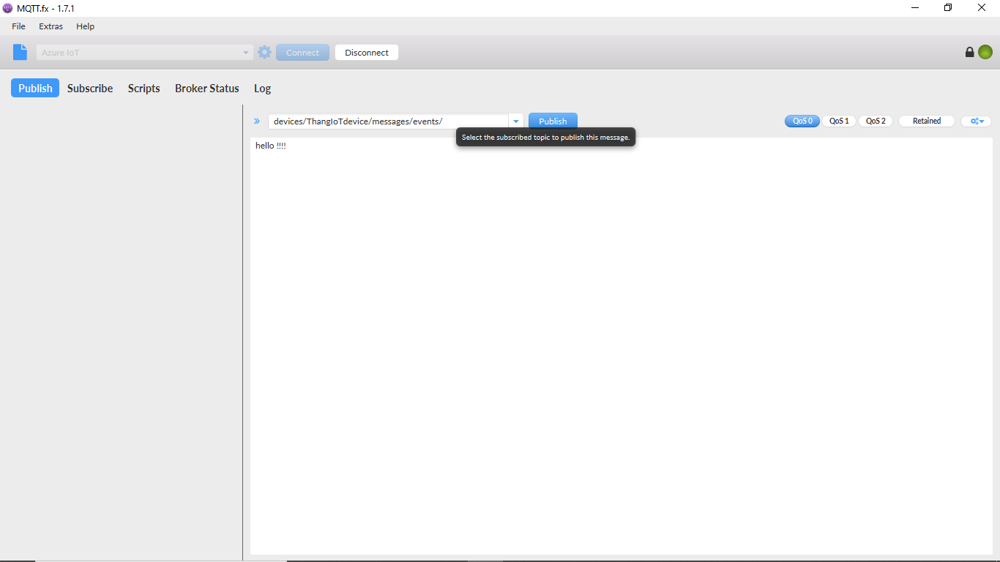 MQTT.fx - 1.7.1
File Extras Help
Azure IoT Connect Disconnect
Publish Subscribe Scripts Broker Status Log
devices/ThangIoTdevice/messages/events/ Publish QoS 0 QoS 1 QoS 2 Retained
Select the subscribed topic to publish this message.
hello !!!!